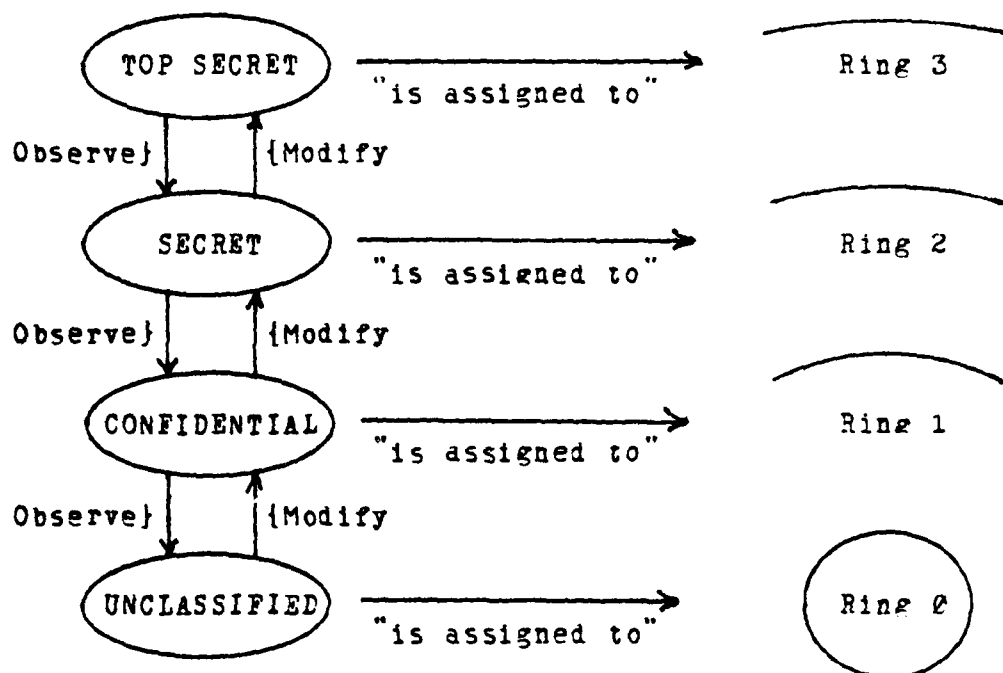 TOP SECRET
Ring 3
"is assigned to"
Observe} {Modify
SECRET
Ring 2
"is assigned to"
Observe} {Modify
CONFIDENTIAL
Ring 1
"is assigned to"
Observe} {Modify
UNCLASSIFIED
Ring 0
"is assigned to"